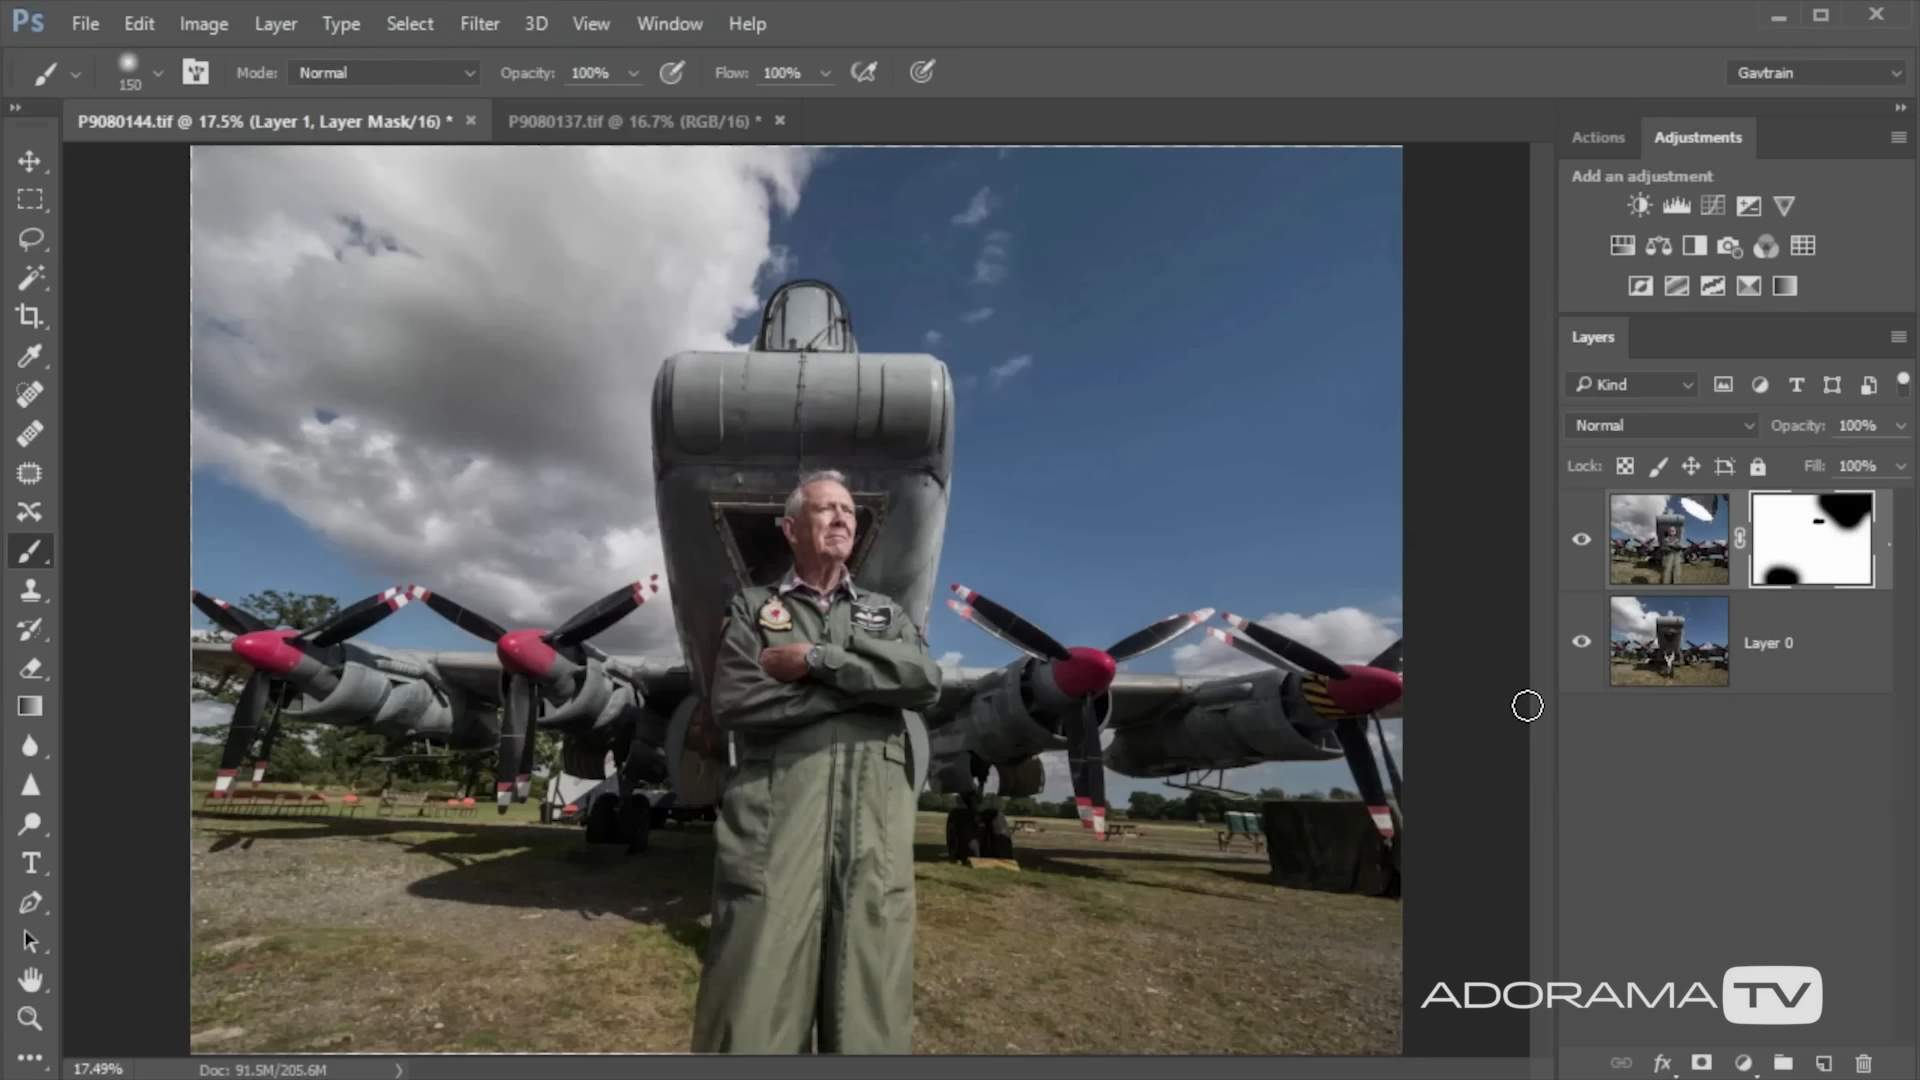 Ps File Edit Image Layer Type Select Filter 3D View Window Help
150 Mode: Normal Opacity: 100% Flow: 100% Gavtrain
P9080144.tif @ 17.5% (Layer 1, Layer Mask/16) * × P9080137.tif @ 16.7% (RGB/16) * ×
Actions Adjustments
Add an adjustment
Layers
Kind
Normal Opacity: 100%
Lock: Fill: 100%
Layer 0
ADORAMA TV
fx
17.49% Doc: 91.5M/205.6M